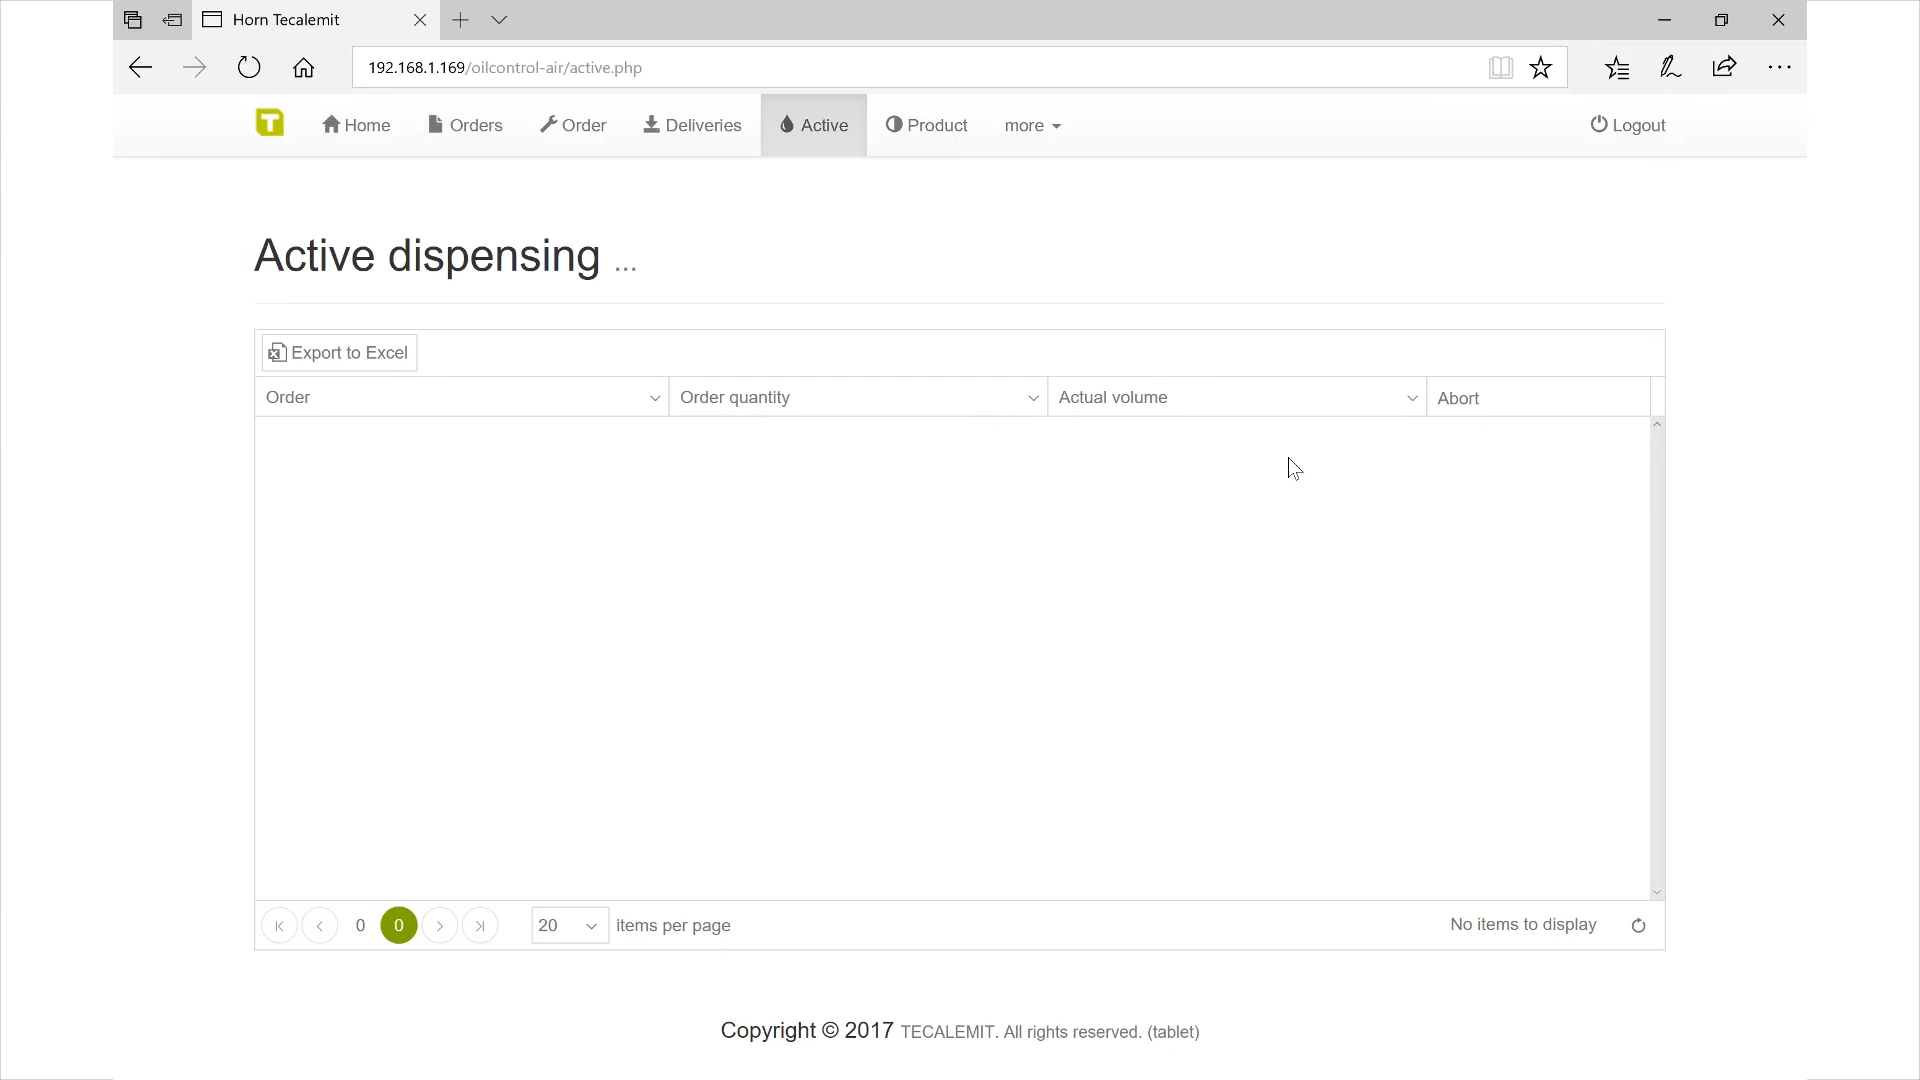 Horn Tecalemit
192.168.1.169/oilcontrol-air/active.php
T Home Orders Order Deliveries Active Product more Logout
Active dispensing ...
Export to Excel
Order Order quantity Actual volume Abort
0 0 20 items per page No items to display
Copyright © 2017 TECALEMIT. All rights reserved. (tablet)